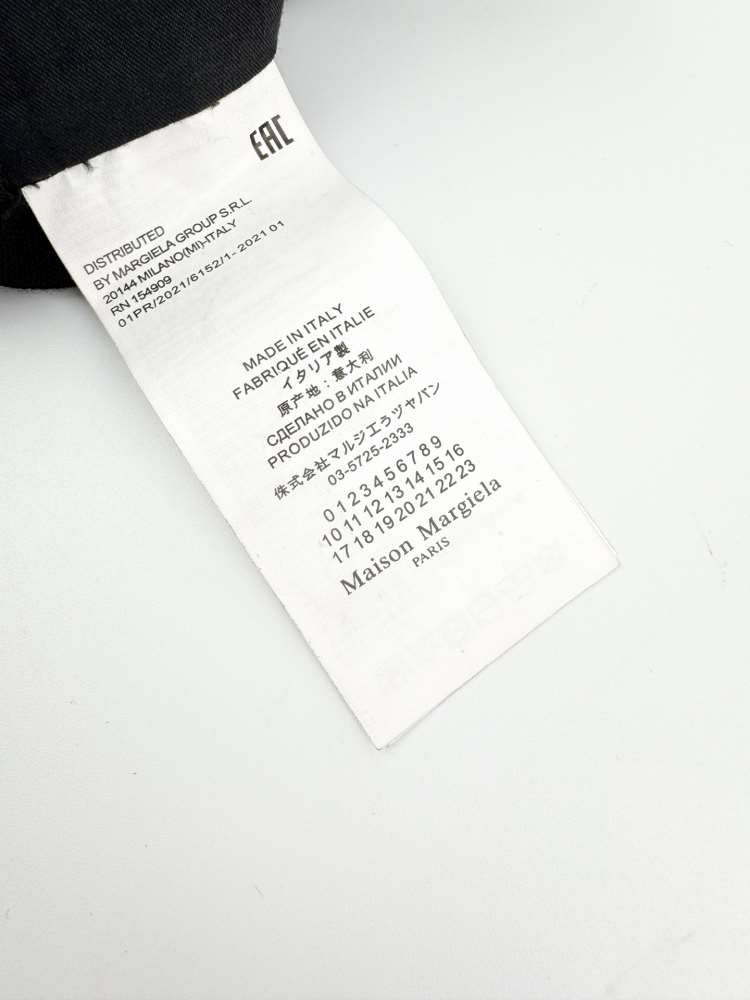 EAC
DISTRIBUTED
BY MARGIELA GROUP S.R.L.
20144 MILANO(MI)-ITALY
RN 154909
01PR/2021/6152/1- 2021 01
MADE IN ITALY
FABRIQUÉ EN ITALIE
イタリア製
原产地：意大利
СДЕЛАНО В ИТАЛИИ
PRODUZIDO NA ITALIA
株式会社マルジエラジャパン
03-5725-2333
0 1 2 3 4 5 6 7 8 9
10 11 12 13 14 15 16
17 18 19 20 21 22 23
Maison Margiela
PARIS